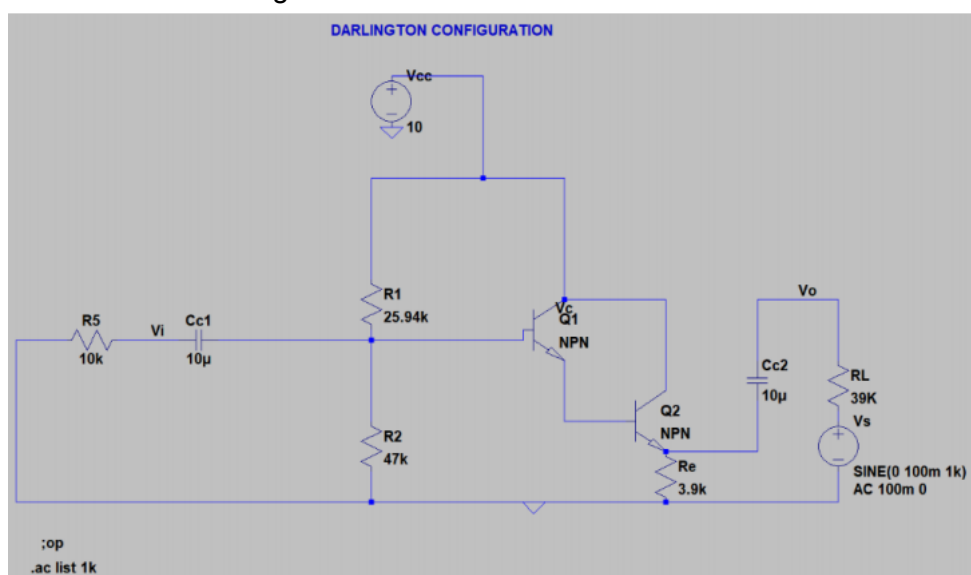 DARLINGTON CONFIGURATION
Vcc
10
R1
25.94k
R5
10k
Vi
Cc1
10µ
Vc
Q1
NPN
Vo
Cc2
10µ
RL
39K
Q2
NPN
Vs
R2
47k
Re
3.9k
SINE(0 100m 1k)
AC 100m 0
;op
.ac list 1k